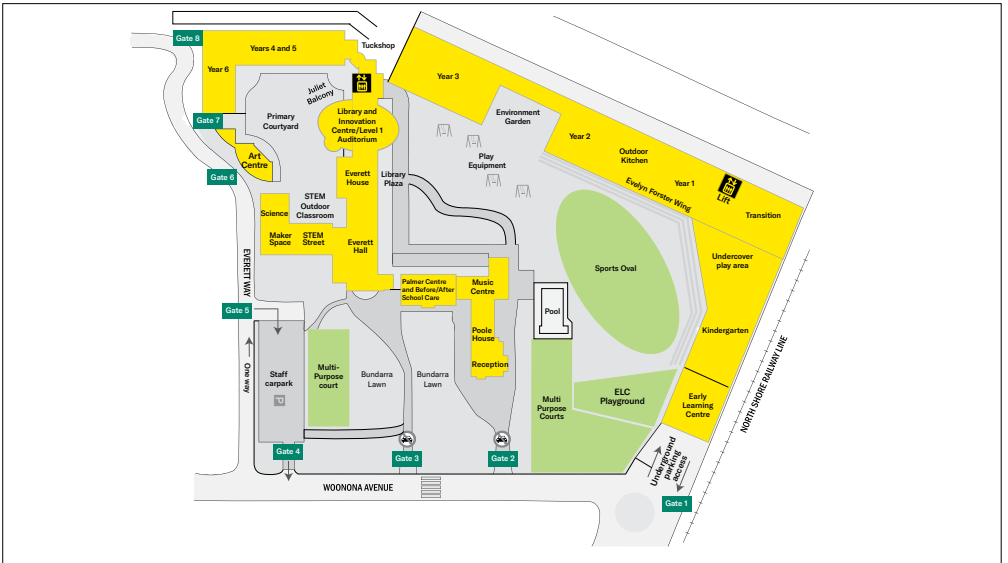 Gate 8
Tuckshop
Years 4 and 5
Year 6
Juliet
Balcony
Year 3
Primary
Courtyard
Library and
Innovation
Centre/Level 1
Auditorium
Environment
Garden
Gate 7
Year 2
Outdoor
Kitchen
Play
Equipment
Art
Centre
Gate 6
Everett
House
Library
Plaza
Year 1
Lift
Evelyn Forster Wing
Transition
STEM
Outdoor
Classroom
Science
Maker
Space
STEM
Street
Everett
Hall
Undercover
play area
Sports Oval
EVERETT WAY
Palmer Centre
and Before/After
School Care
Music
Centre
Gate 5
Pool
Kindergarten
Poole
House
Reception
One way
Staff
carpark
Multi-
Purpose
court
Bundarra
Lawn
Bundarra
Lawn
Multi
Purpose
Courts
ELC
Playground
Early
Learning
Centre
NORTH SHORE RAILWAY LINE
Gate 4
Gate 3
Gate 2
Underground
parking
access
Gate 1
WOONONA AVENUE